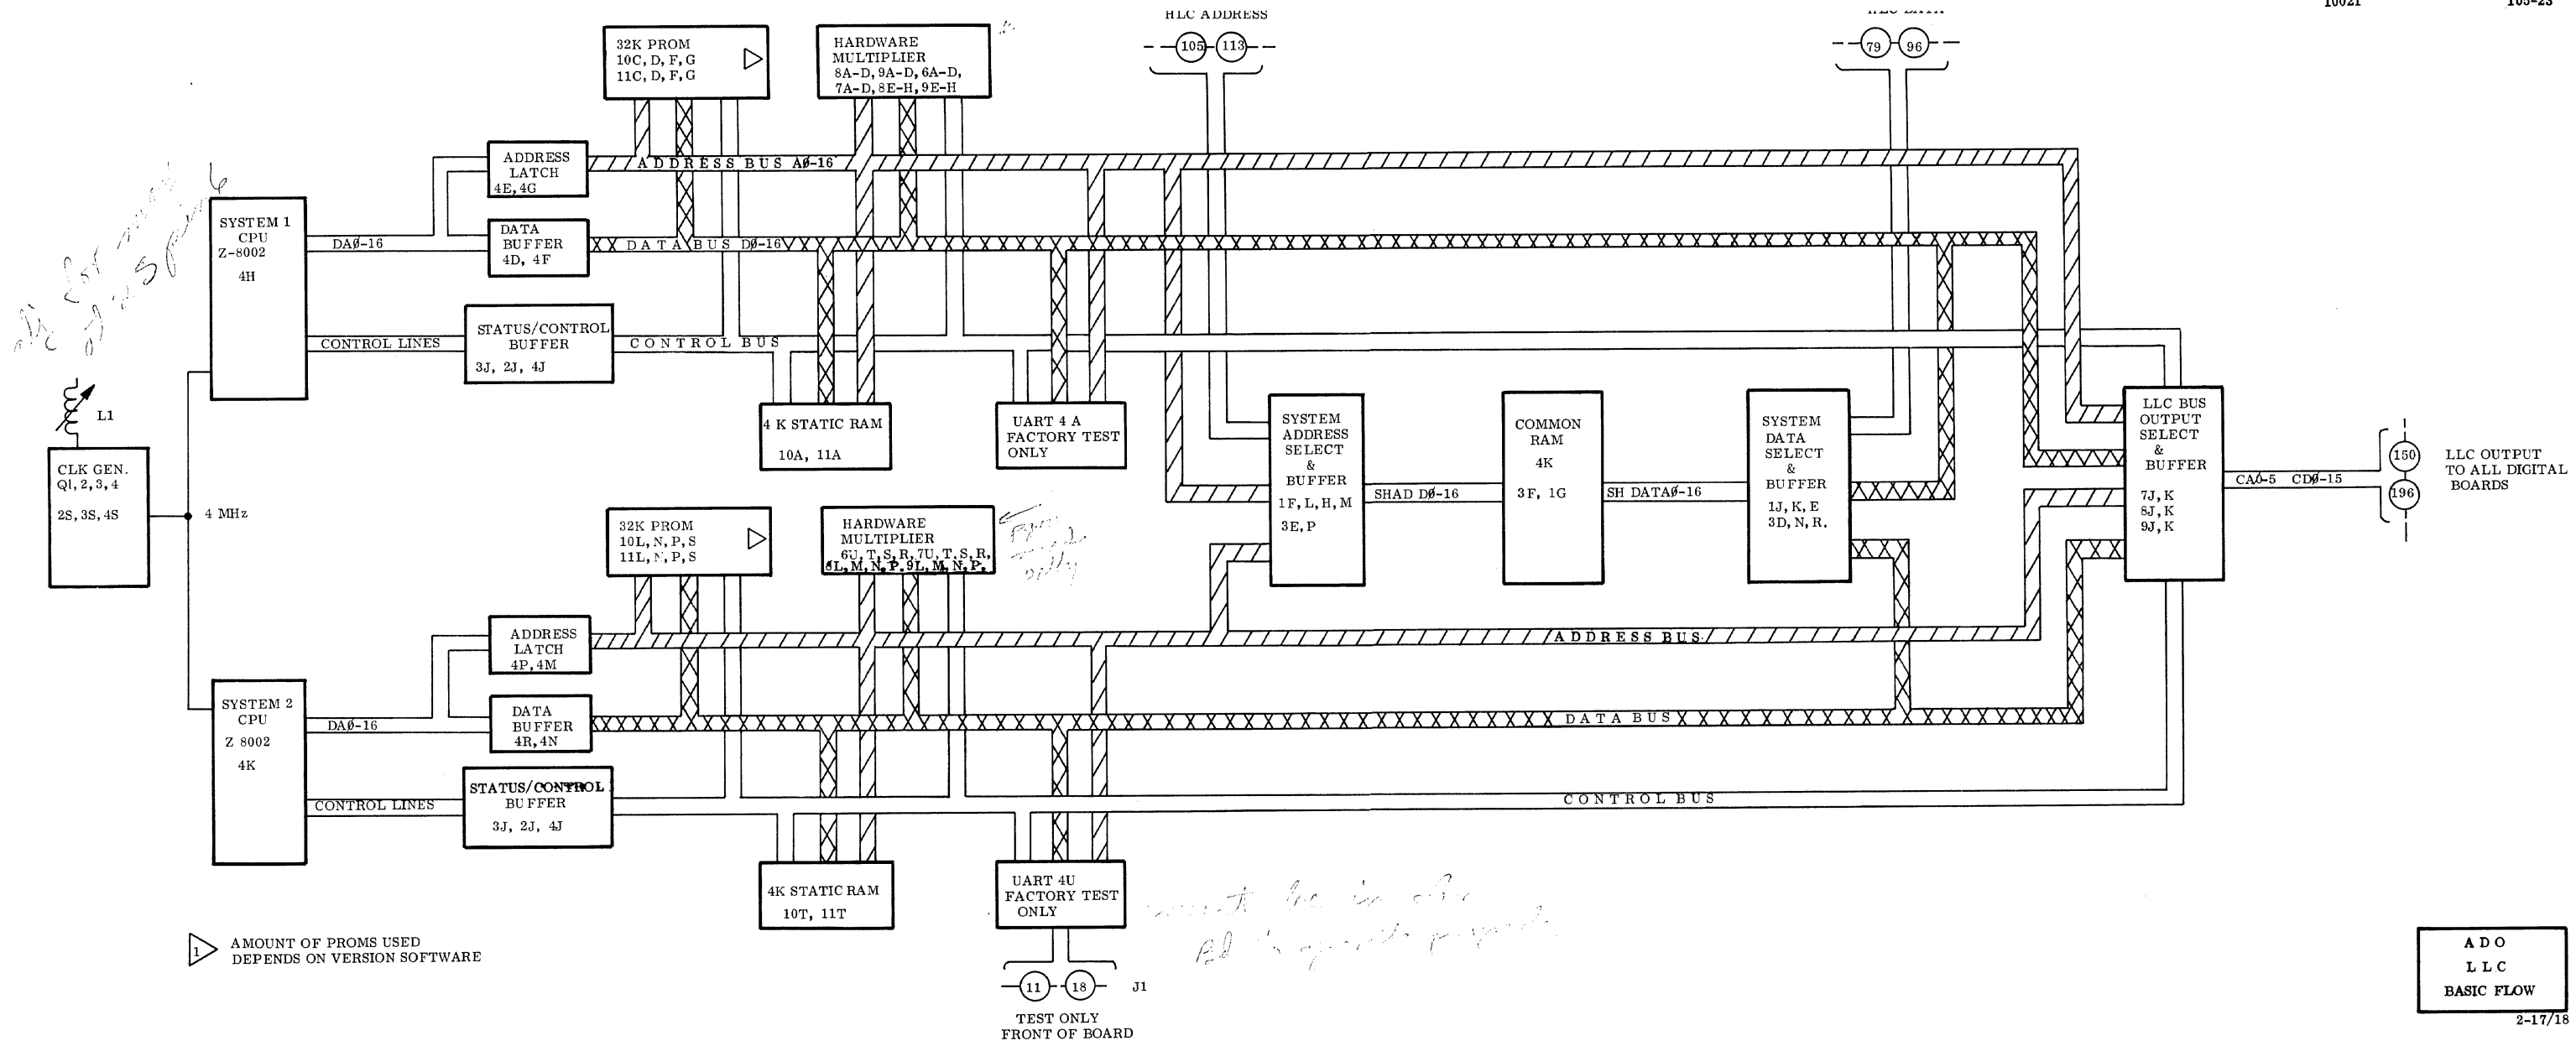 10021
105-23
HLC ADDRESS
105 113
79 96
32K PROM
10C, D, F, G
11C, D, F, G
HARDWARE
MULTIPLIER
8A-D, 9A-D, 6A-D,
7A-D, 8E-H, 9E-H
ADDRESS
LATCH
4E, 4G
ADDRESS BUS AØ-16
SYSTEM 1
CPU
Z-8002
4H
DAØ-16
DATA
BUFFER
4D, 4F
DATA BUS DØ-16
CONTROL LINES
STATUS/CONTROL
BUFFER
3J, 2J, 4J
CONTROL BUS
L1
CLK GEN.
Q1, 2, 3, 4
2S, 3S, 4S
4 MHz
4 K STATIC RAM
10A, 11A
UART 4 A
FACTORY TEST
ONLY
SYSTEM
ADDRESS
SELECT
&
BUFFER
1F, L, H, M
3E, P
SHAD DØ-16
COMMON
RAM
4K
3F, 1G
SH DATAØ-16
SYSTEM
DATA
SELECT
&
BUFFER
1J, K, E
3D, N, R.
LLC BUS
OUTPUT
SELECT
&
BUFFER
7J, K
8J, K
9J, K
CAØ-5 CDØ-15
150
196
LLC OUTPUT
TO ALL DIGITAL
BOARDS
32K PROM
10L, N, P, S
11L, N, P, S
HARDWARE
MULTIPLIER
6U, T, S, R, 7U, T, S, R,
8L, M, N, P. 9L, M, N, P.
only
ADDRESS
LATCH
4P, 4M
ADDRESS BUS
SYSTEM 2
CPU
Z 8002
4K
DAØ-16
DATA
BUFFER
4R, 4N
DATA BUS
CONTROL LINES
STATUS/CONTROL
BUFFER
3J, 2J, 4J
CONTROL BUS
4K STATIC RAM
10T, 11T
UART 4U
FACTORY TEST
ONLY
11 18 J1
TEST ONLY
FRONT OF BOARD
1 AMOUNT OF PROMS USED
DEPENDS ON VERSION SOFTWARE
ADO
LLC
BASIC FLOW
2-17/18